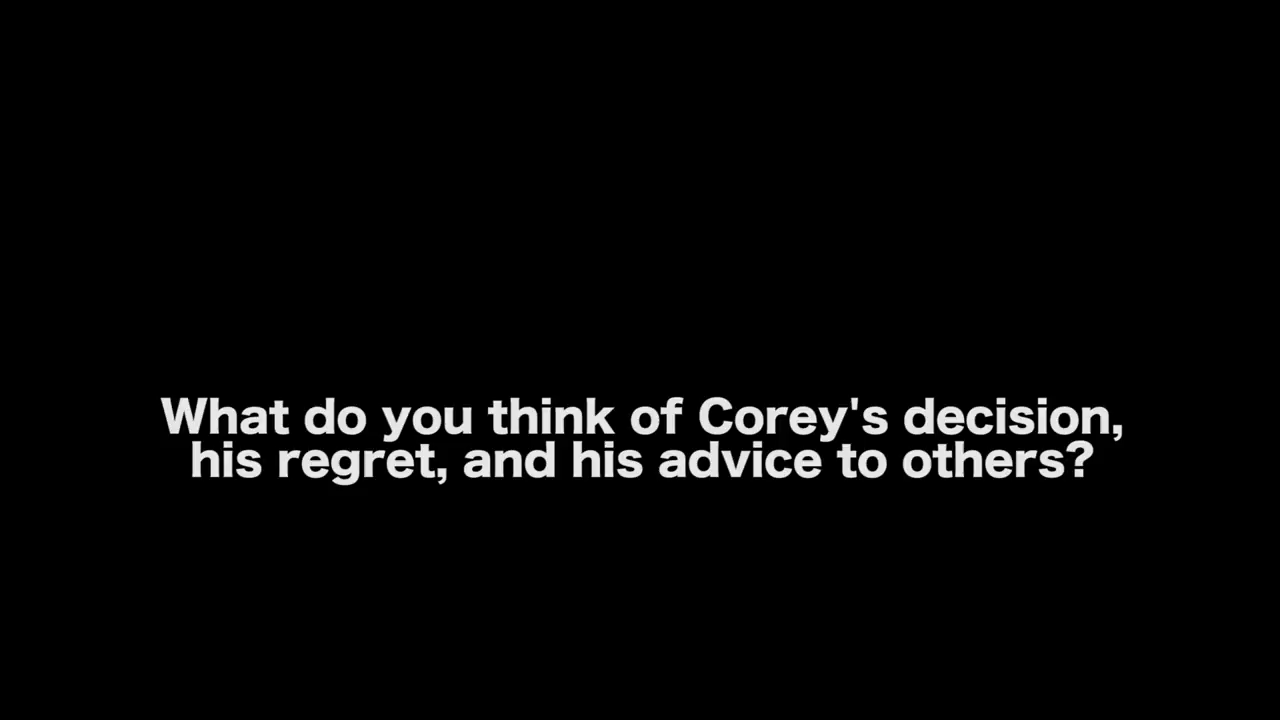 What do you think of Corey's decision,
his regret, and his advice to others?